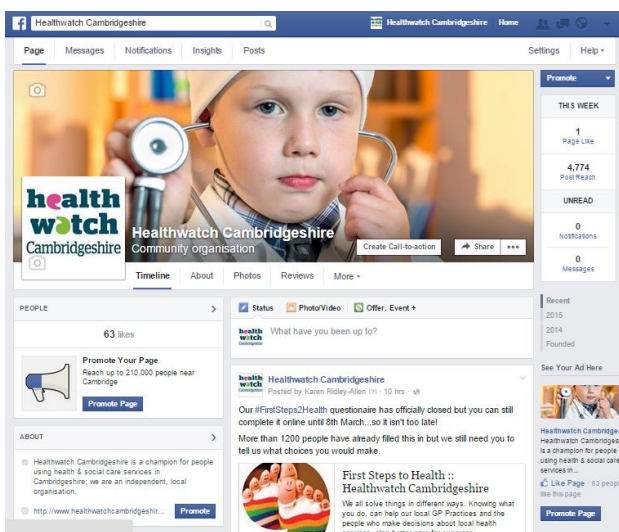 Healthwatch Cambridgeshire
Healthwatch Cambridgeshire Home
Page Messages Notifications Insights Posts Settings Help
Promote
THIS WEEK
1
Page Like
4,774
Post Reach
UNREAD
0
Notifications
0
Messages
health
watch
Cambridgeshire
Healthwatch Cambridgeshire
Community organisation
Create Call-to-action Share
Timeline About Photos Reviews More
Recent
2015
2014
Founded
PEOPLE
63 likes
Promote Your Page
Reach up to 210,000 people near
Cambridge
Promote Page
ABOUT
Healthwatch Cambridgeshire is a champion for people
using health & social care services in
Cambridgeshire; we are an independent, local
organisation.
http://www.healthwatchcambridgeshir... Promote
Status Photo/Video Offer, Event +
health
watch
Cambridgeshire
What have you been up to?
health
watch
Cambridgeshire
Healthwatch Cambridgeshire
Posted by Karen Ridley-Allen [?] · 10 hrs ·
Our #FirstSteps2Health questionaire has officially closed but you can still
complete it online until 8th March...so it isn't too late!
More than 1200 people have already filled this in but we still need you to
tell us what choices you would make.
First Steps to Health ::
Healthwatch Cambridgeshire
We all solve things in different ways. Knowing what
you do, can help our local GP Practices and the
people who make decisions about local health
See Your Ad Here
Healthwatch Cambridge
Healthwatch Cambridges
is a champion for people
using health & social care
services in...
Like Page · 63 peopl
like this page
Promote Page